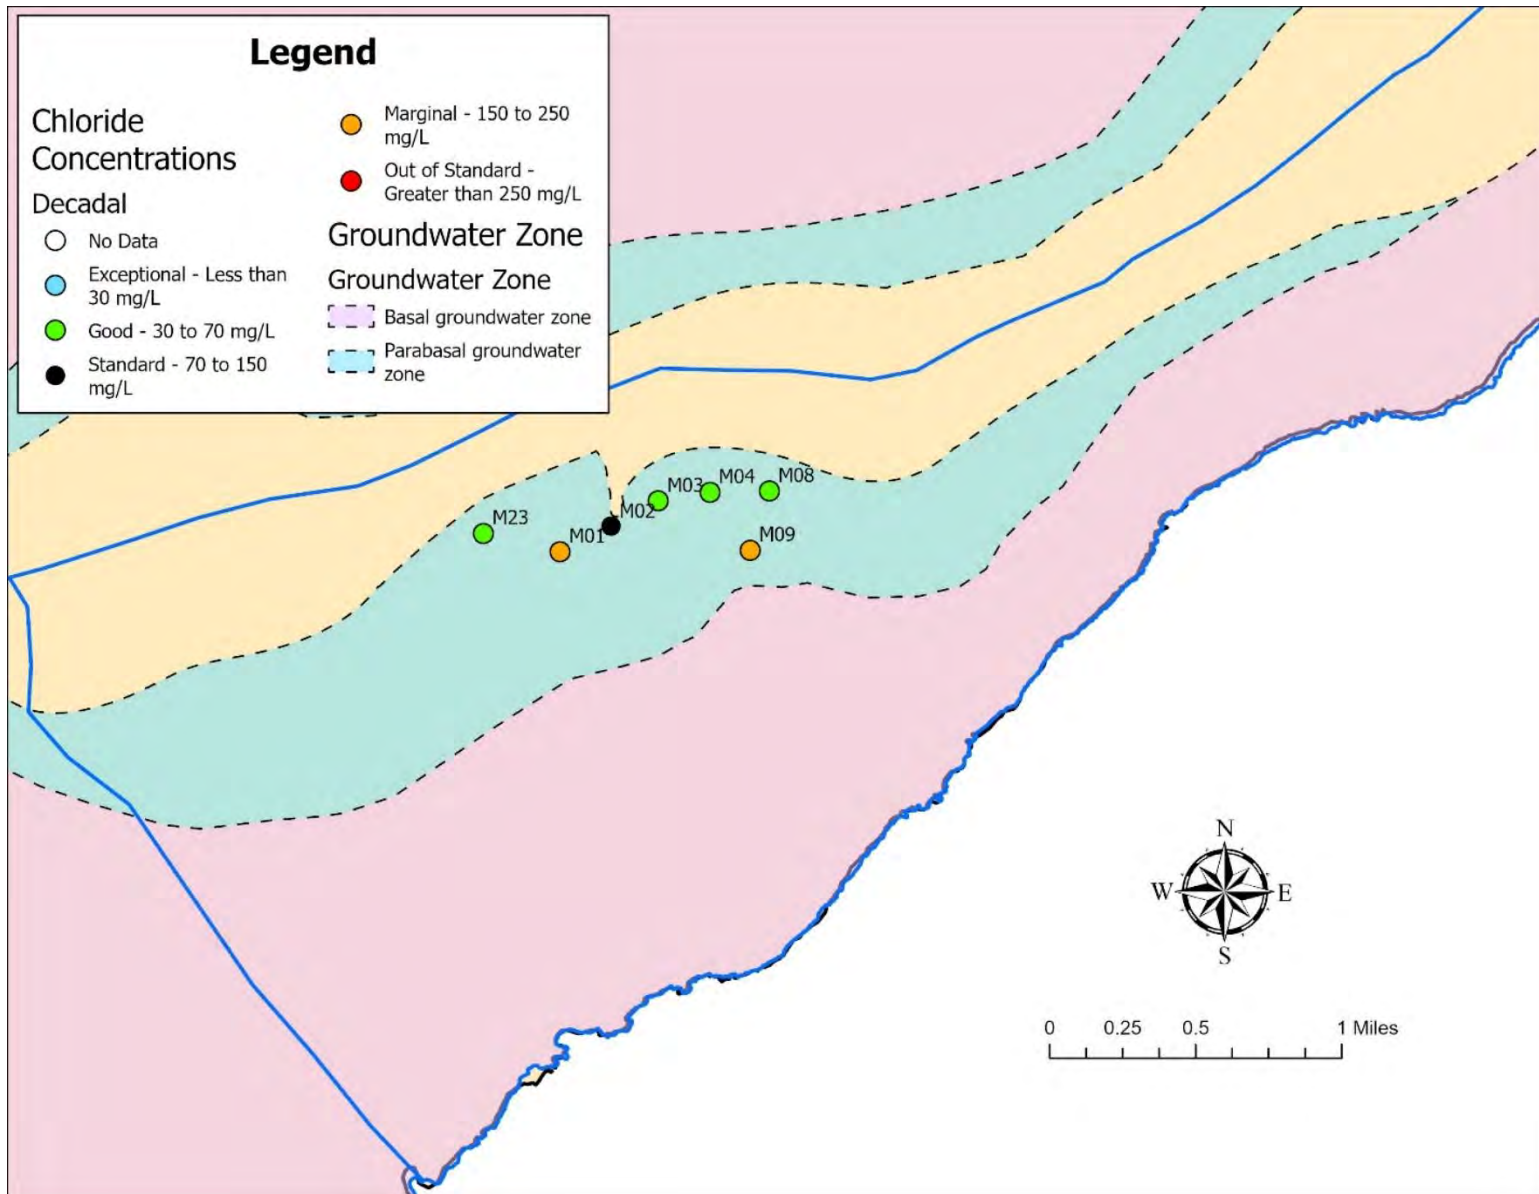 Legend
Chloride
Concentrations
Decadal
No Data
Exceptional - Less than
30 mg/L
Good - 30 to 70 mg/L
Standard - 70 to 150
mg/L
Marginal - 150 to 250
mg/L
Out of Standard -
Greater than 250 mg/L
Groundwater Zone
Groundwater Zone
Basal groundwater zone
Parabasal groundwater
zone
M08
M04
M03
M02
M23
M01
M09
N
W E
S
0 0.25 0.5 1 Miles